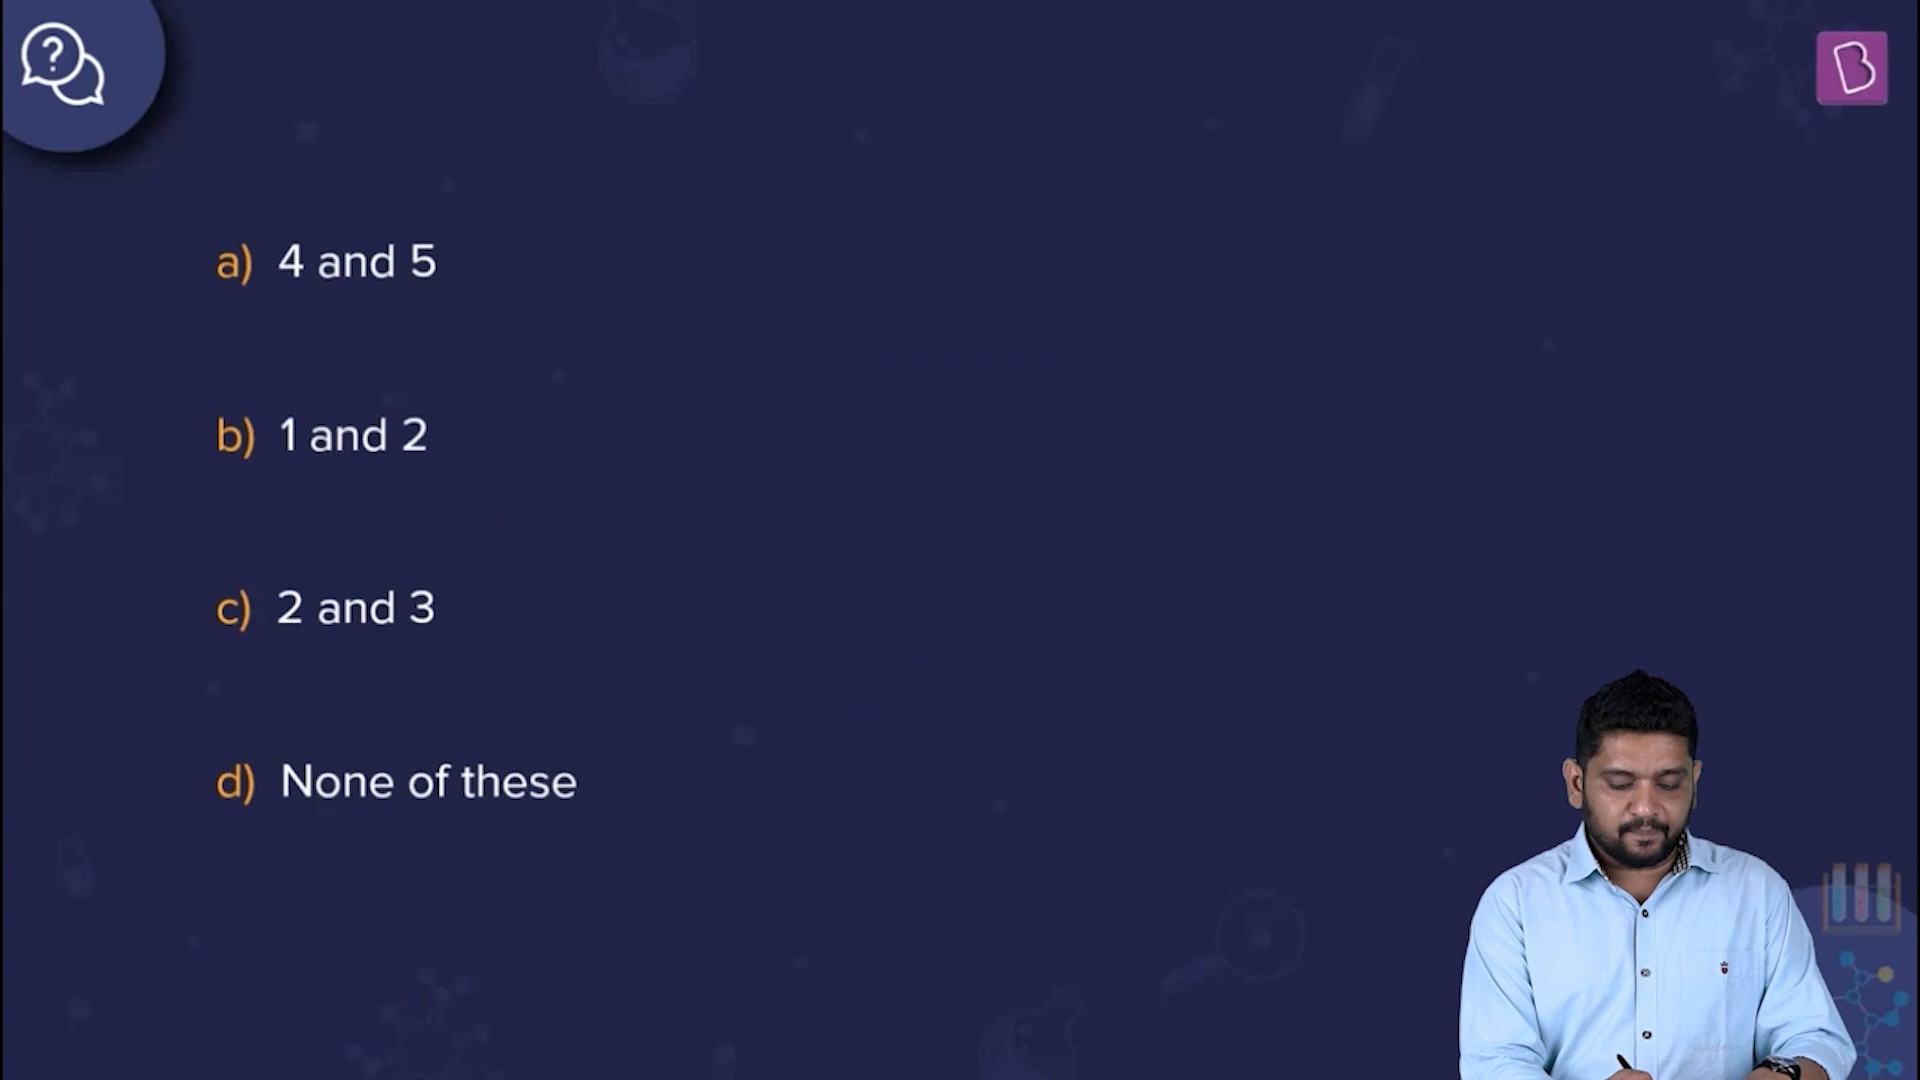 a) 4 and 5
b) 1 and 2
c) 2 and 3
d) None of these